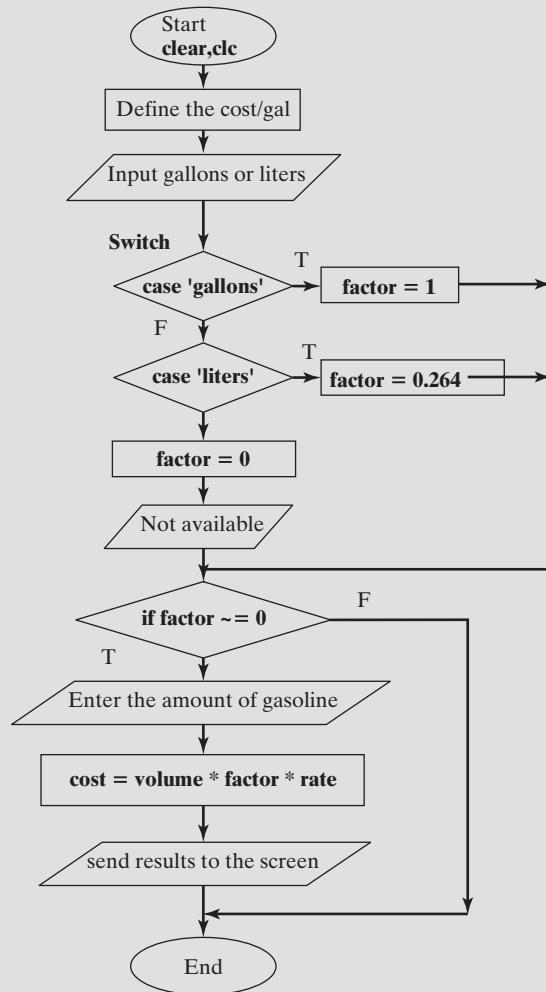 Start
clear,clc
Define the cost/gal
Input gallons or liters
Switch
case 'gallons'
T
factor = 1
F
case 'liters'
T
factor = 0.264
factor = 0
Not available
if factor ~= 0
F
T
Enter the amount of gasoline
cost = volume * factor * rate
send results to the screen
End